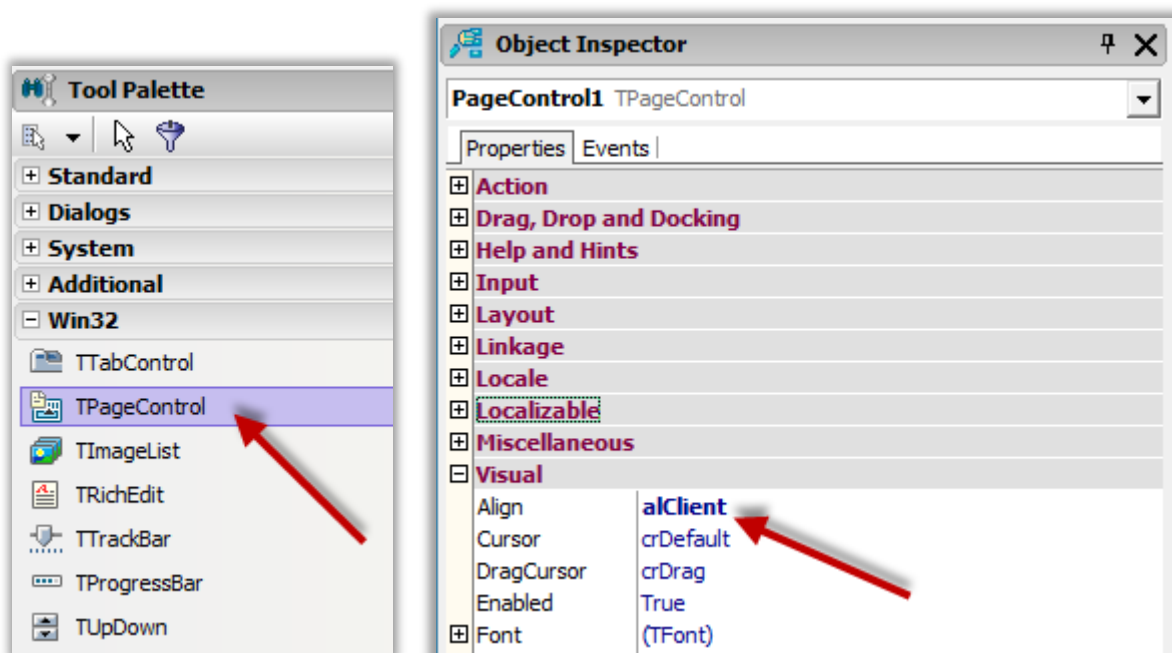 Tool Palette
Standard
Dialogs
System
Additional
Win32
TTabControl
TPageControl
TImageList
TRichEdit
TTrackBar
TProgressBar
TUpDown
Object Inspector
PageControl1 TPageControl
Properties Events
Action
Drag, Drop and Docking
Help and Hints
Input
Layout
Linkage
Locale
Localizable
Miscellaneous
Visual
Align alClient
Cursor crDefault
DragCursor crDrag
Enabled True
Font (TFont)